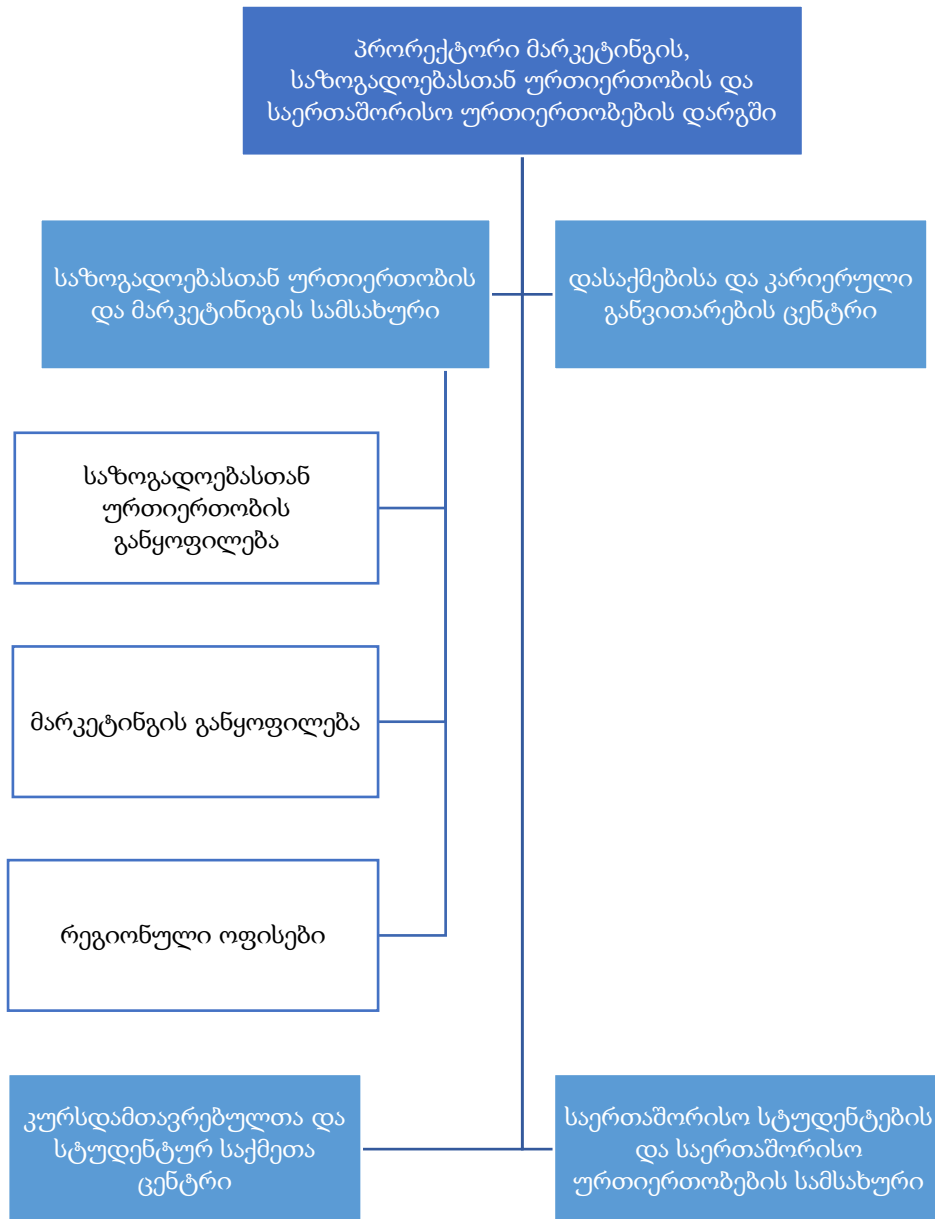 პრორექტორი მარკეტინგის,
საზოგადოებასთან ურთიერთობის და
საერთაშორისო ურთიერთობების დარგში
საზოგადოებასთან ურთიერთობის
და მარკეტინიგის სამსახური
დასაქმებისა და კარიერული
განვითარების ცენტრი
საზოგადოებასთან
ურთიერთობის
განყოფილება
მარკეტინგის განყოფილება
რეგიონული ოფისები
კურსდამთავრებულთა და
სტუდენტურ საქმეთა
ცენტრი
საერთაშორისო სტუდენტების
და საერთაშორისო
ურთიერთობების სამსახური